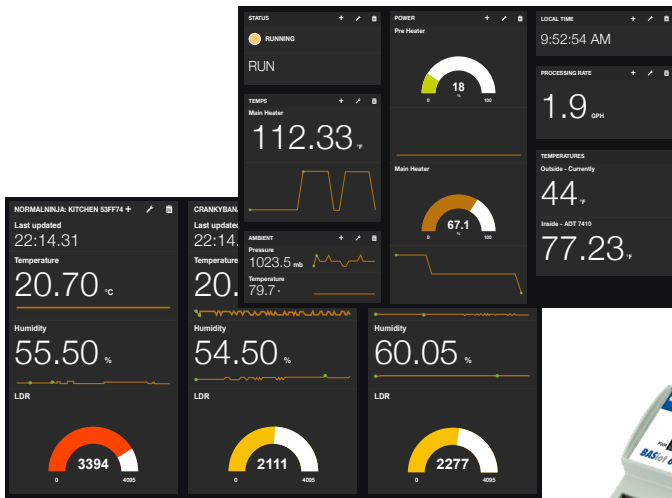 STATUS
RUNNING
RUN
TEMPS
Main Heater
112.33 °F
AMBIENT
Pressure
1023.5 mb
Temperature
79.7 °
POWER
Pre Heater
18
%
0 100
Main Heater
67.1
%
0 100
LOCAL TIME
9:52:54 AM
PROCESSING RATE
1.9 GPH
TEMPERATURES
Outside - Currently
44 °F
Inside - ADT 7410
77.23 °F
NORMALNINJA: KITCHEN 53FF74
Last updated
22:14.31
Temperature
20.70 °C
Humidity
55.50 %
LDR
3394
0 4095
CRANKYBAN
Last updat
22:14.
Temperatur
20.
Humidity
54.50 %
LDR
2111
0 4095
Humidity
60.05 %
LDR
2277
0 4095
BASiot